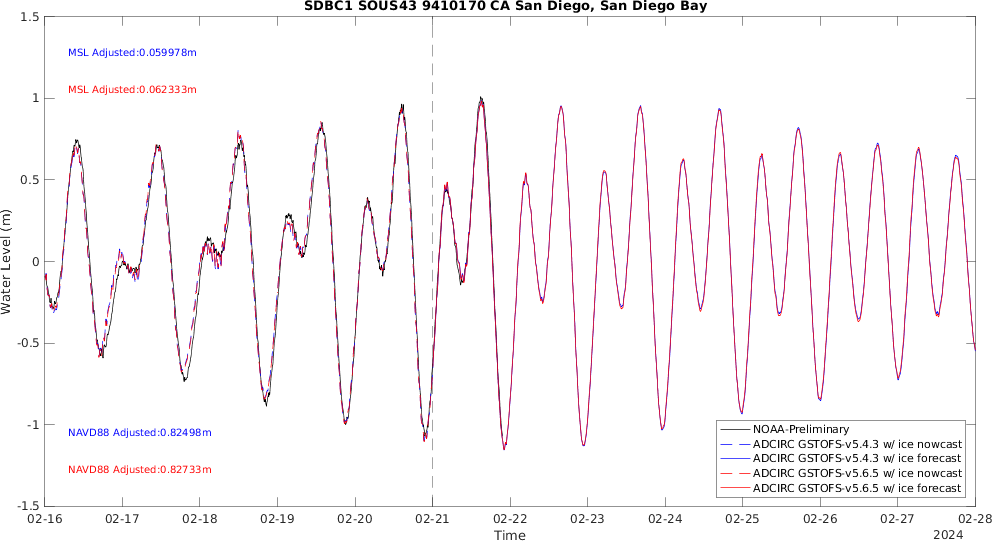 SDBC1 SOUS43 9410170 CA San Diego, San Diego Bay
1.5
MSL Adjusted:0.059978m
MSL Adjusted:0.062333m
1
0.5
0
Water Level (m)
-0.5
-1
NAVD88 Adjusted:0.82498m
NAVD88 Adjusted:0.82733m
NOAA-Preliminary
ADCIRC GSTOFS-v5.4.3 w/ ice nowcast
ADCIRC GSTOFS-v5.4.3 w/ ice forecast
ADCIRC GSTOFS-v5.6.5 w/ ice nowcast
ADCIRC GSTOFS-v5.6.5 w/ ice forecast
-1.5
02-16 02-17 02-18 02-19 02-20 02-21 02-22 02-23 02-24 02-25 02-26 02-27 02-28
Time
2024